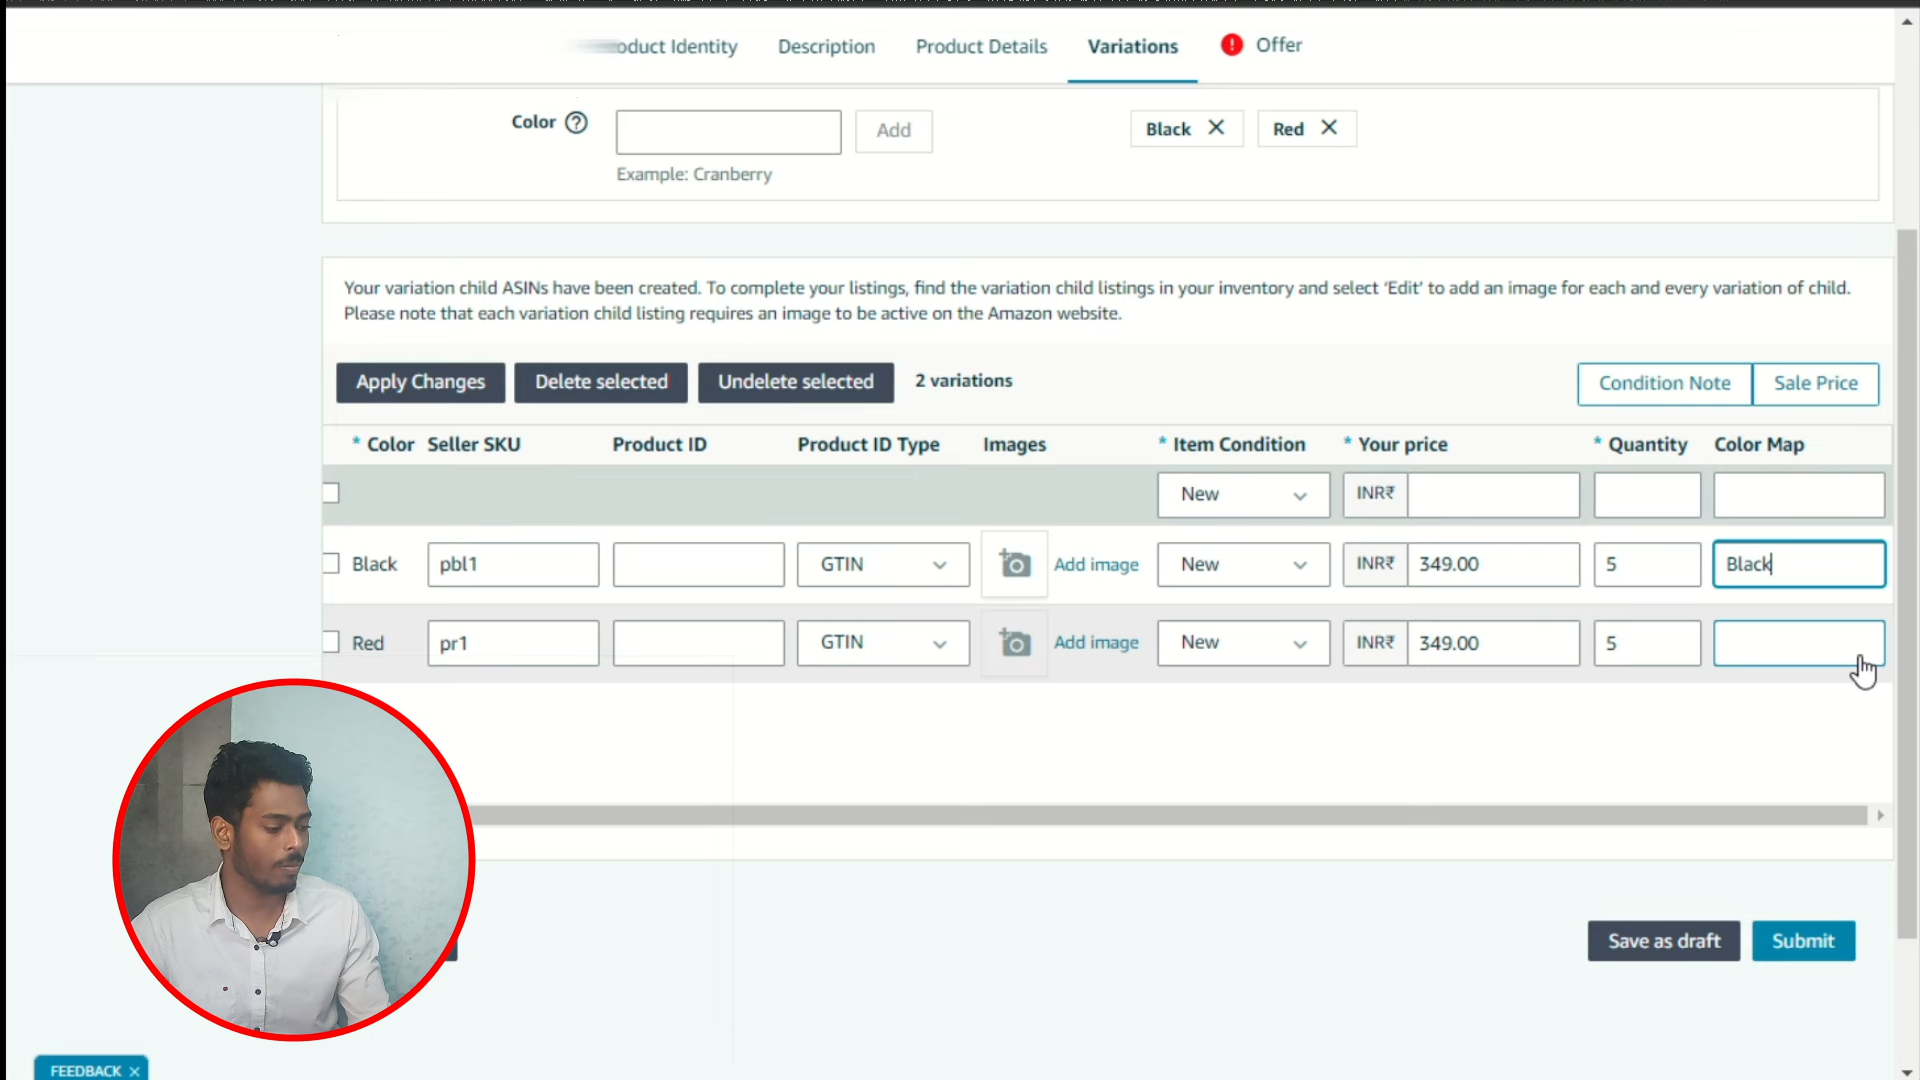 oduct Identity Description Product Details Variations ! Offer
Color ? Add Black X Red X
Example: Cranberry
Your variation child ASINs have been created. To complete your listings, find the variation child listings in your inventory and select 'Edit' to add an image for each and every variation of child.
Please note that each variation child listing requires an image to be active on the Amazon website.
Apply Changes Delete selected Undelete selected 2 variations Condition Note Sale Price
* Color Seller SKU Product ID Product ID Type Images * Item Condition * Your price * Quantity Color Map
New INR₹
Black pbl1 GTIN Add image New INR₹ 349.00 5 Black
Red pr1 GTIN Add image New INR₹ 349.00 5
Save as draft Submit
FEEDBACK ×